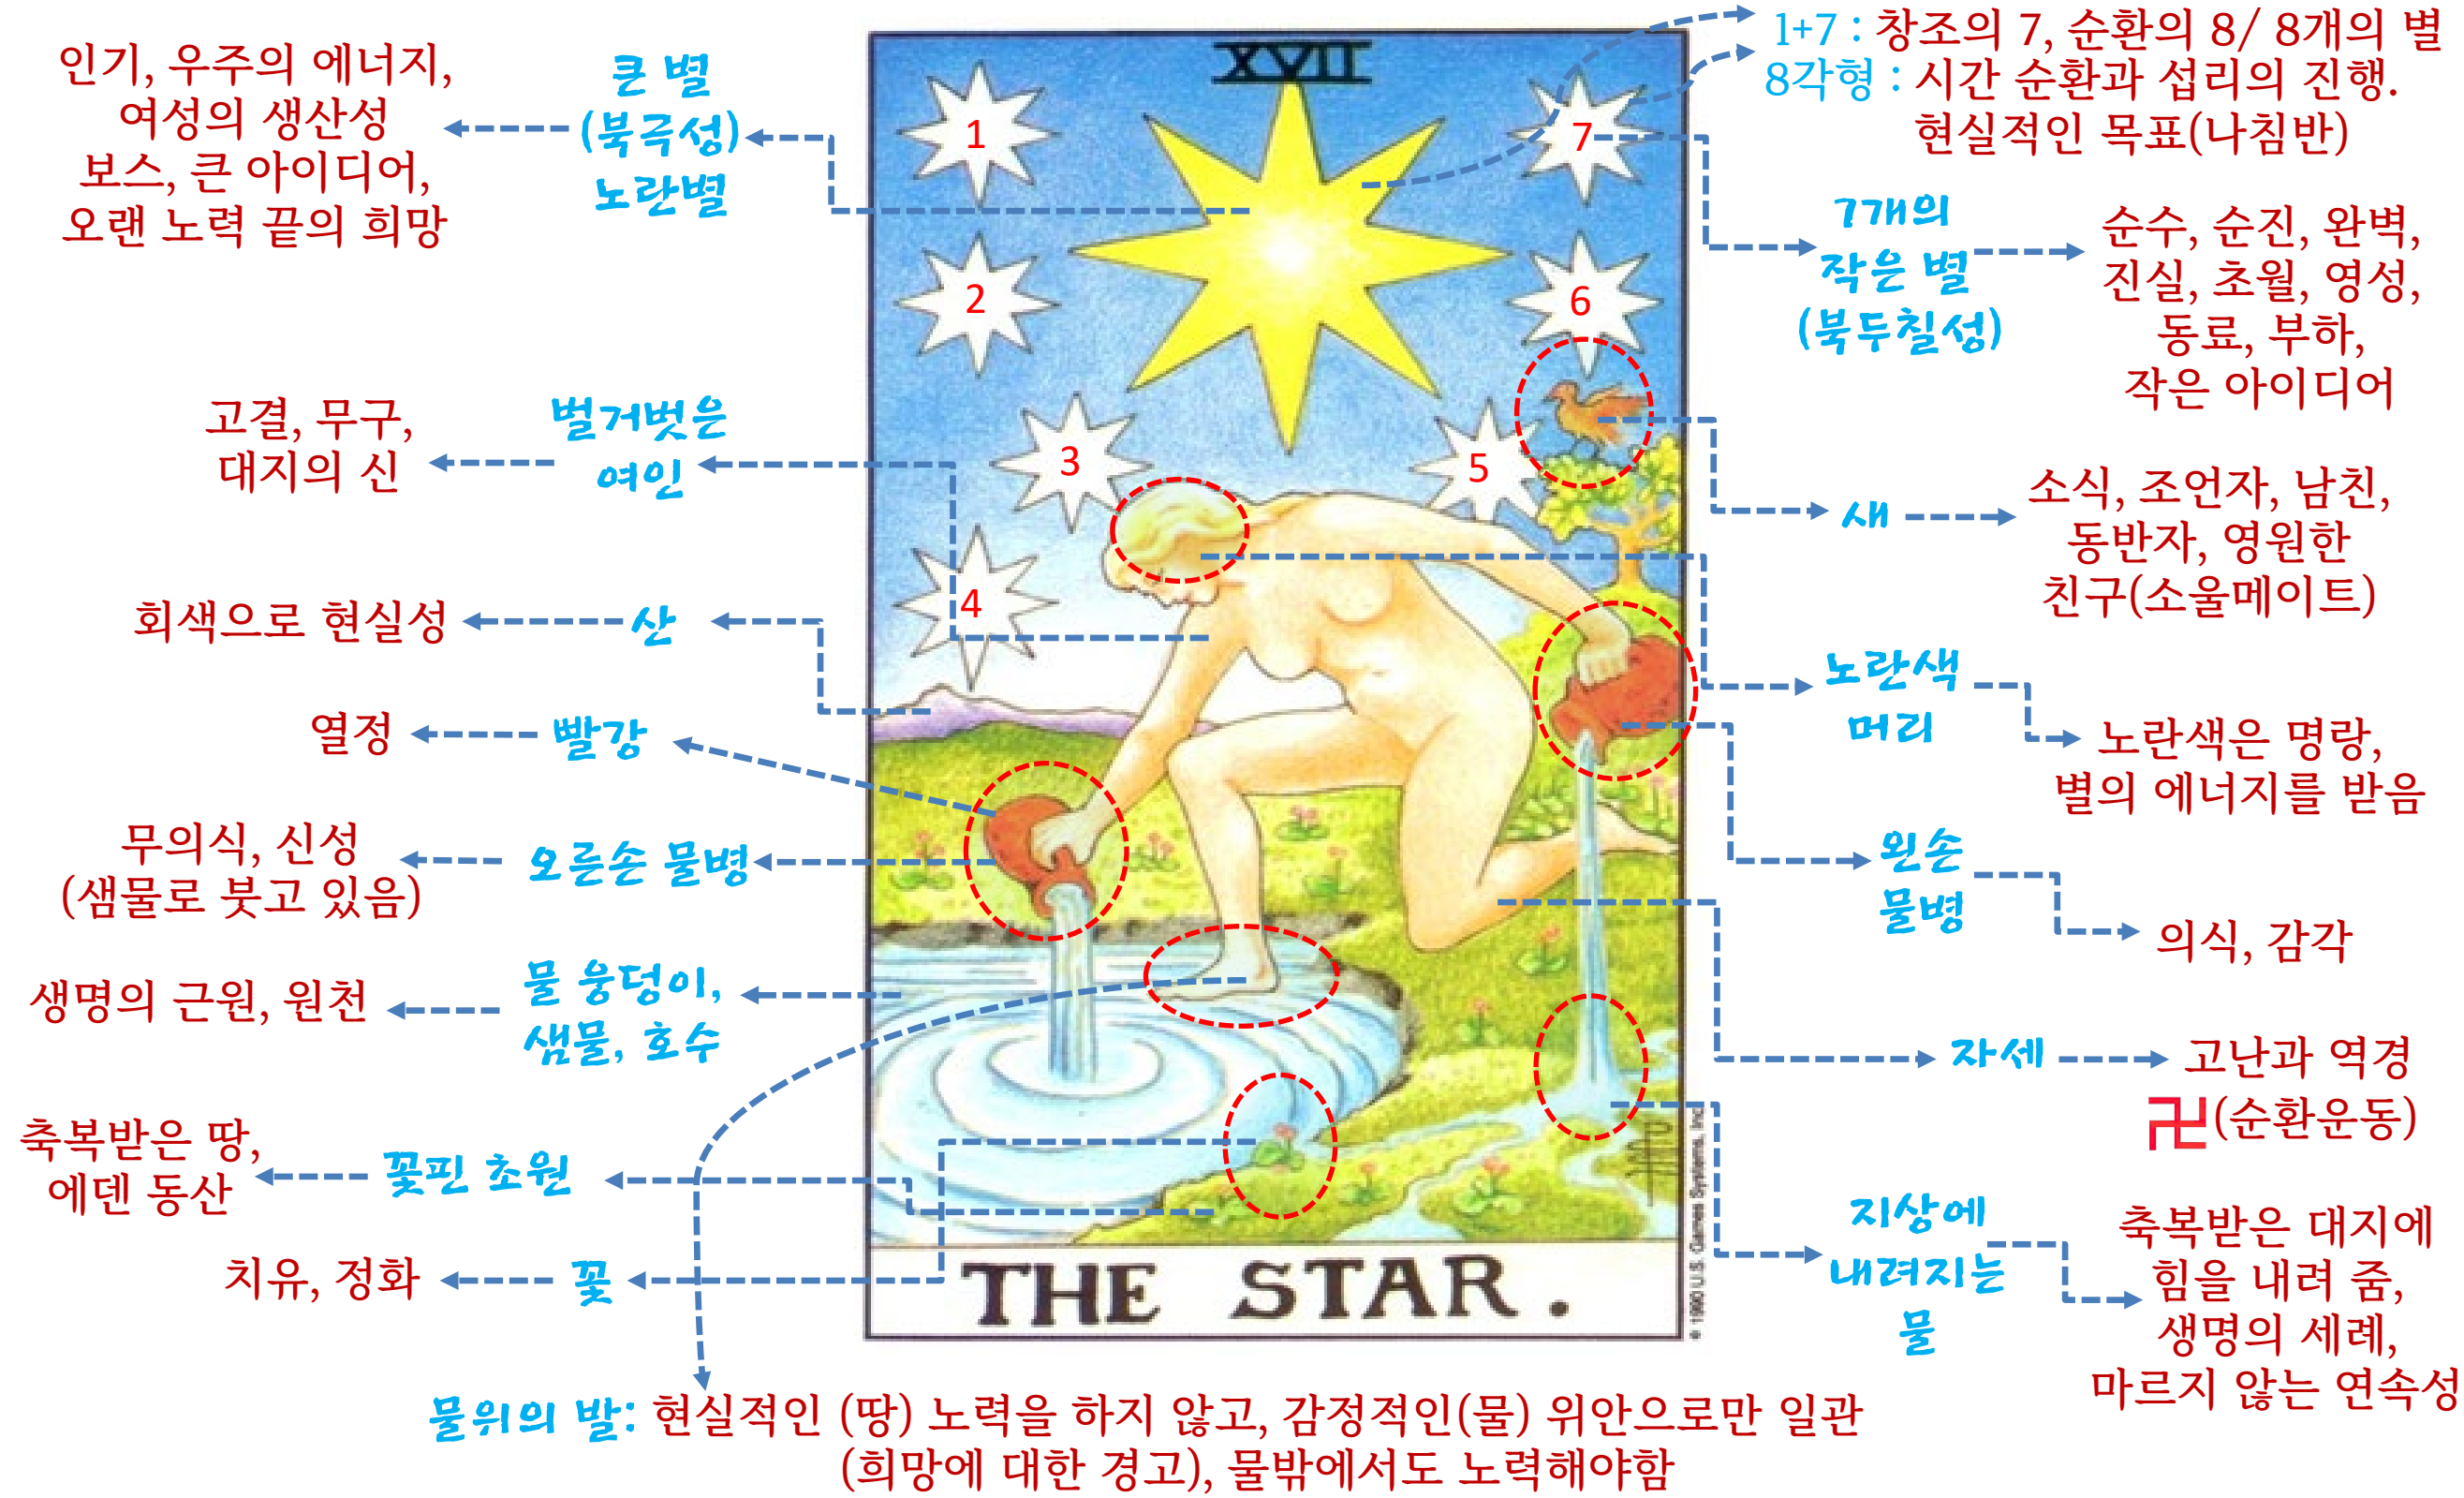 XVII
1
2
3
4
5
6
7
THE STAR.
© 1990 U.S. Games Systems, Inc.
인기, 우주의 에너지,
여성의 생산성
보스, 큰 아이디어,
오랜 노력 끝의 희망
큰 별
(북극성)
노란별
고결, 무구,
대지의 신
벌거벗은
여인
회색으로 현실성
산
열정
빨강
무의식, 신성
(샘물로 붓고 있음)
오른손 물병
생명의 근원, 원천
물 웅덩이,
샘물, 호수
축복받은 땅,
에덴 동산
꽃핀 초원
치유, 정화
꽃
1+7 : 창조의 7, 순환의 8/ 8개의 별
8각형 : 시간 순환과 섭리의 진행.
현실적인 목표(나침반)
7개의
작은 별
(북두칠성)
순수, 순진, 완벽,
진실, 초월, 영성,
동료, 부하,
작은 아이디어
새
소식, 조언자, 남친,
동반자, 영원한
친구(소울메이트)
노란색
머리
노란색은 명랑,
별의 에너지를 받음
왼손
물병
의식, 감각
자세
고난과 역경
卍(순환운동)
지상에
내려지는
물
축복받은 대지에
힘을 내려 줌,
생명의 세례,
마르지 않는 연속성
물위의 발: 현실적인 (땅) 노력을 하지 않고, 감정적인(물) 위안으로만 일관
(희망에 대한 경고), 물밖에서도 노력해야함